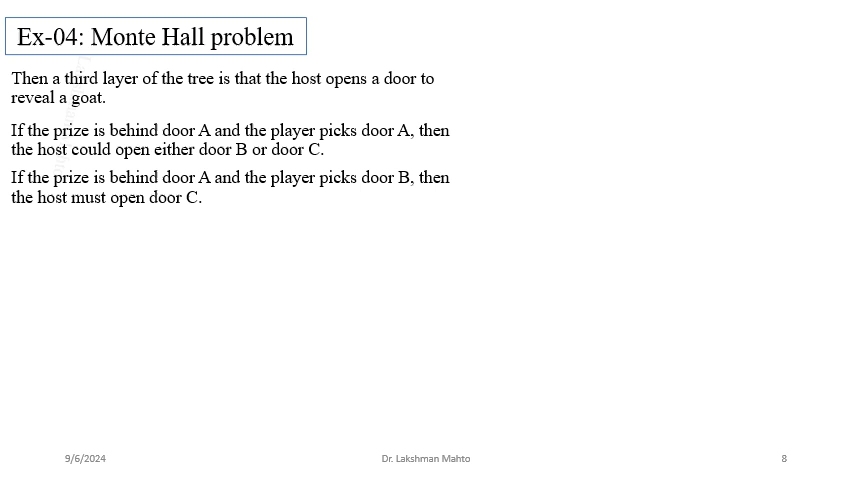 Ex-04: Monte Hall problem
Then a third layer of the tree is that the host opens a door to
reveal a goat.
If the prize is behind door A and the player picks door A, then
the host could open either door B or door C.
If the prize is behind door A and the player picks door B, then
the host must open door C.
9/6/2024
Dr. Lakshman Mahto
8